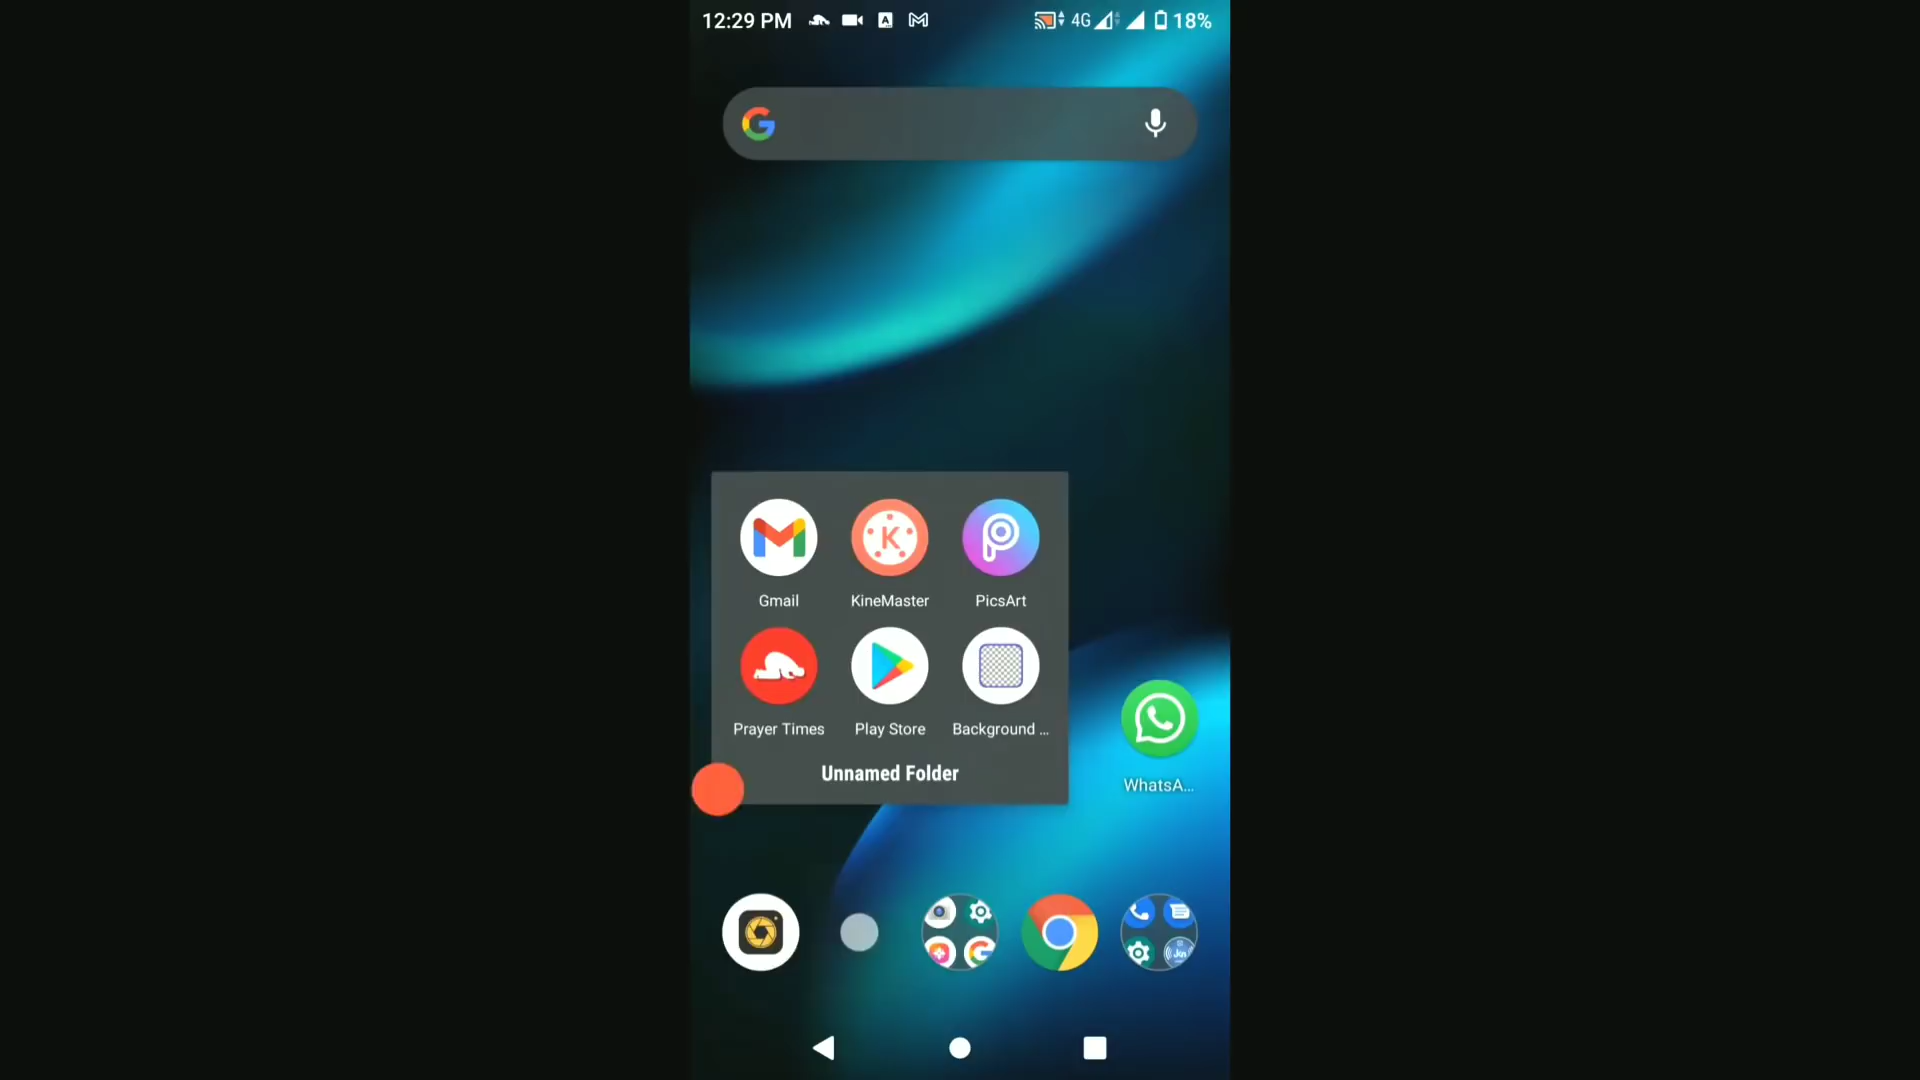 12:29 PM 4G 18%
Gmail KineMaster PicsArt
Prayer Times Play Store Background ...
Unnamed Folder
WhatsA...